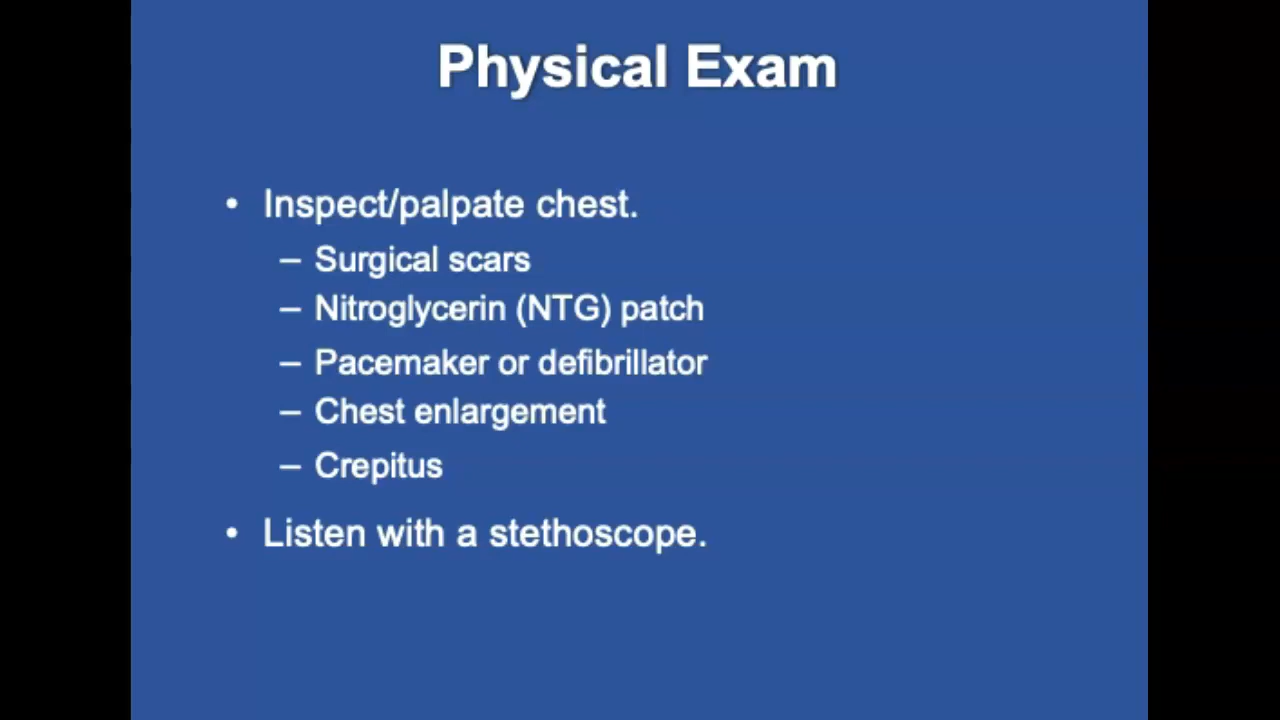 Physical Exam
• Inspect/palpate chest.
– Surgical scars
– Nitroglycerin (NTG) patch
– Pacemaker or defibrillator
– Chest enlargement
– Crepitus
• Listen with a stethoscope.